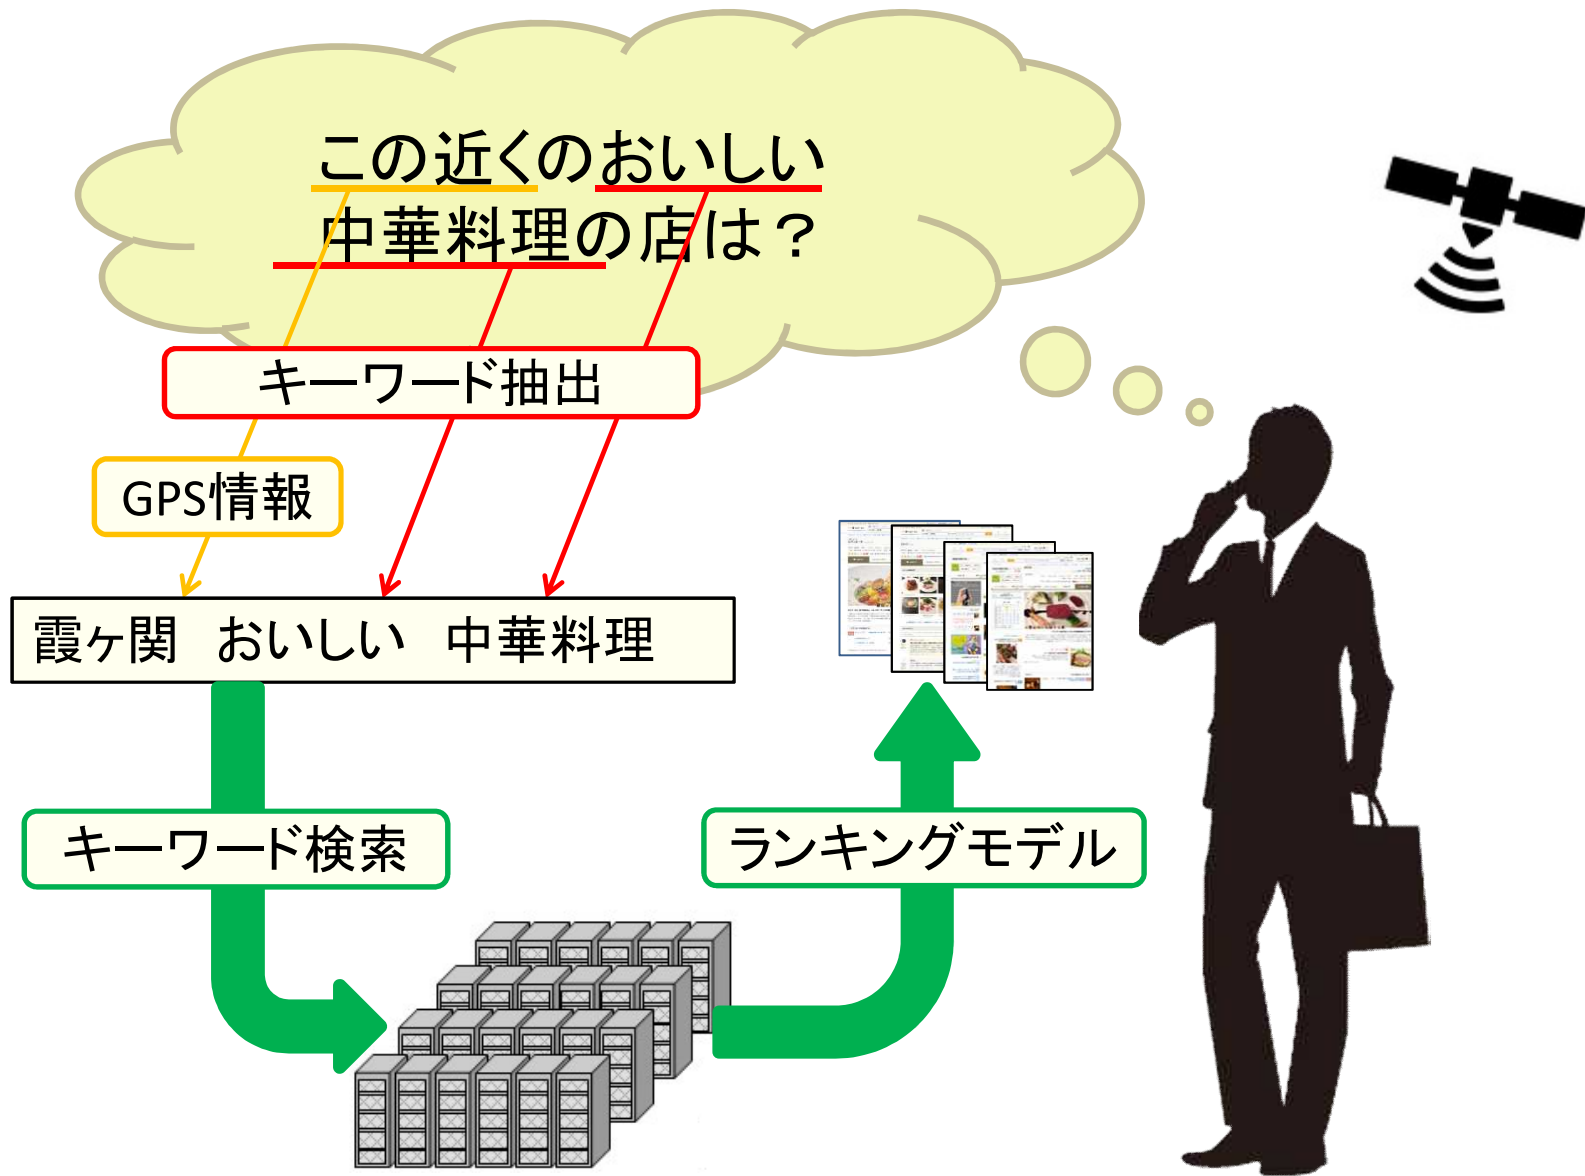 この近くのおいしい
中華料理の店は？
キーワード抽出
GPS情報
霞ヶ関　おいしい　中華料理
キーワード検索
ランキングモデル